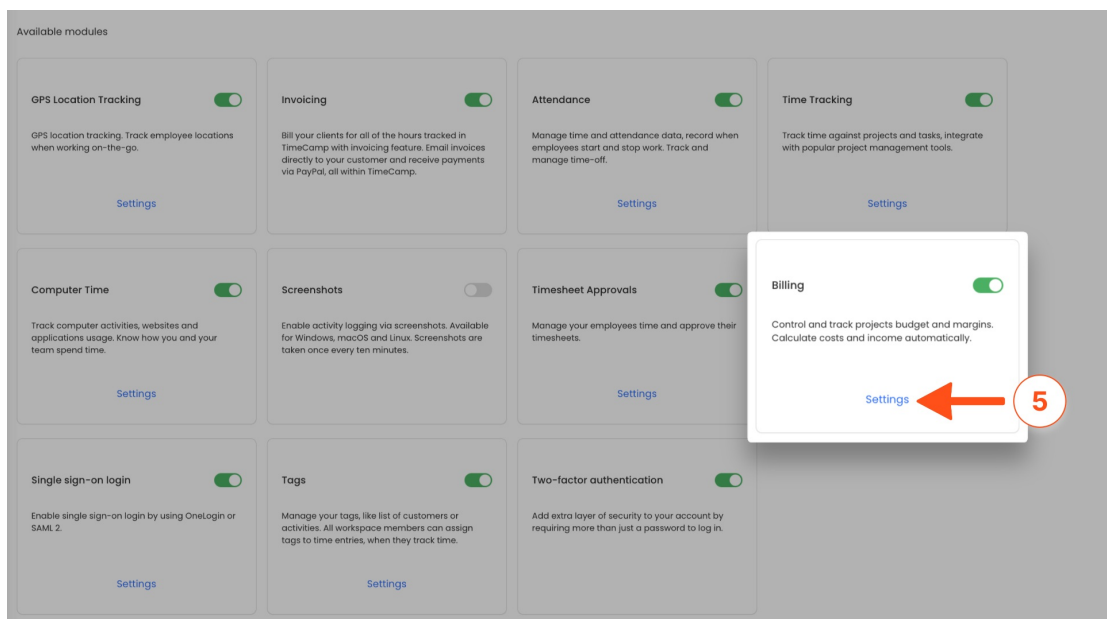 Available modules
GPS Location Tracking
GPS location tracking. Track employee locations
when working on-the-go.
Settings
Invoicing
Bill your clients for all of the hours tracked in
TimeCamp with invoicing feature. Email invoices
directly to your customer and receive payments
via PayPal, all within TimeCamp.
Attendance
Manage time and attendance data, record when
employees start and stop work. Track and
manage time-off.
Settings
Time Tracking
Track time against projects and tasks, integrate
with popular project management tools.
Settings
Computer Time
Track computer activities, websites and
applications usage. Know how you and your
team spend time.
Settings
Screenshots
Enable activity logging via screenshots. Available
for Windows, macOS and Linux. Screenshots are
taken once every ten minutes.
Timesheet Approvals
Manage your employees time and approve their
timesheets.
Settings
Billing
Control and track projects budget and margins.
Calculate costs and income automatically.
Settings
5
Single sign-on login
Enable single sign-on login by using OneLogin or
SAML 2.
Settings
Tags
Manage your tags, like list of customers or
activities. All workspace members can assign
tags to time entries, when they track time.
Settings
Two-factor authentication
Add extra layer of security to your account by
requiring more than just a password to log in.